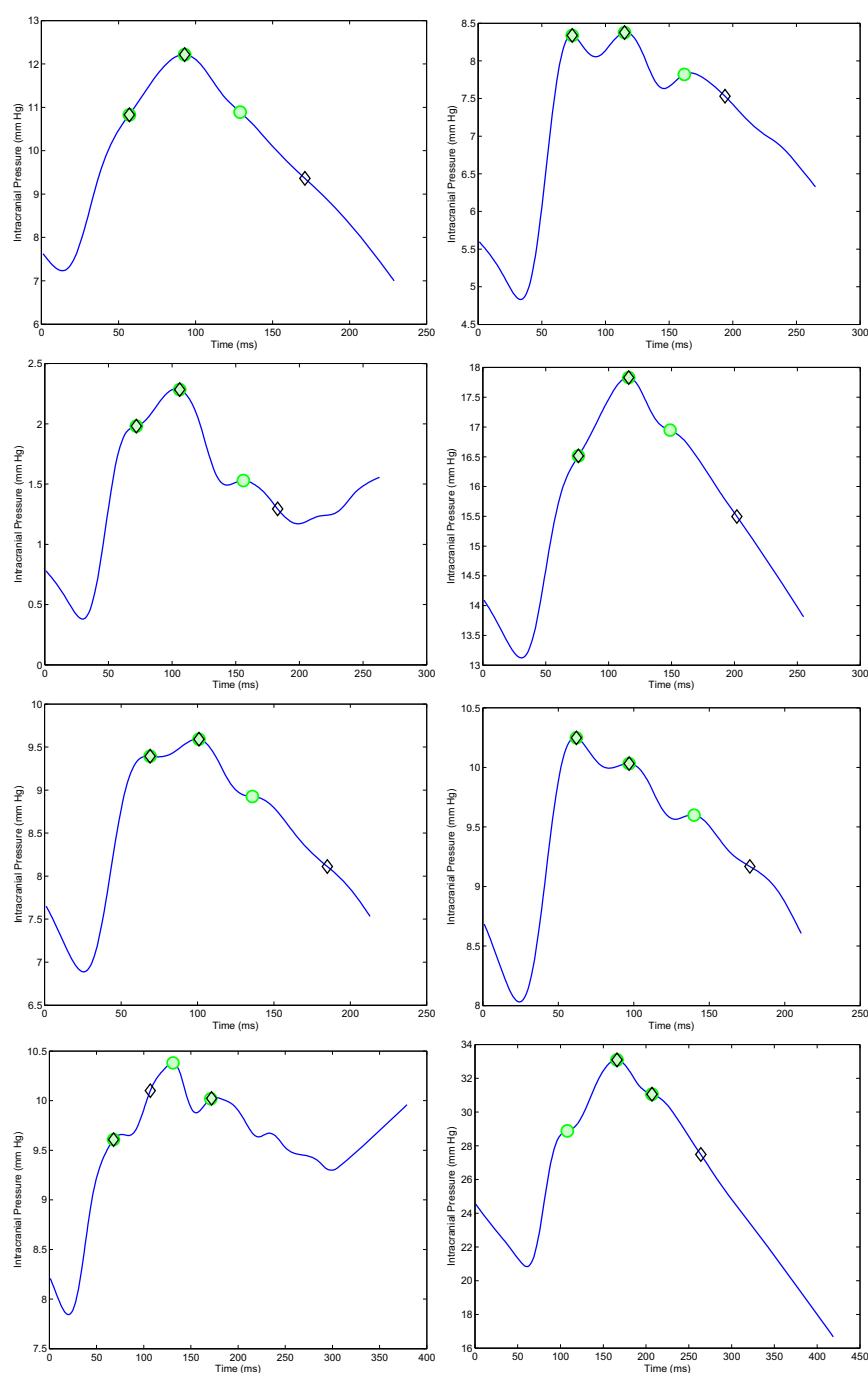 Intracranial Pressure (mm Hg)
13
12
11
10
9
8
7
6
0 50 100 150 200 250
Time (ms)
Intracranial Pressure (mm Hg)
8.5
8
7.5
7
6.5
6
5.5
5
4.5
0 50 100 150 200 250 300
Time (ms)
Intracranial Pressure (mm Hg)
2.5
2
1.5
1
0.5
0
0 50 100 150 200 250 300
Time (ms)
Intracranial Pressure (mm Hg)
18
17.5
17
16.5
16
15.5
15
14.5
14
13.5
13
0 50 100 150 200 250 300
Time (ms)
Intracranial Pressure (mm Hg)
10
9.5
9
8.5
8
7.5
7
6.5
0 50 100 150 200 250
Time (ms)
Intracranial Pressure (mm Hg)
10.5
10
9.5
9
8.5
8
0 50 100 150 200 250
Time (ms)
Intracranial Pressure (mm Hg)
10.5
10
9.5
9
8.5
8
7.5
0 50 100 150 200 250 300 350 400
Time (ms)
Intracranial Pressure (mm Hg)
34
32
30
28
26
24
22
20
18
16
0 50 100 150 200 250 300 350 400 450
Time (ms)